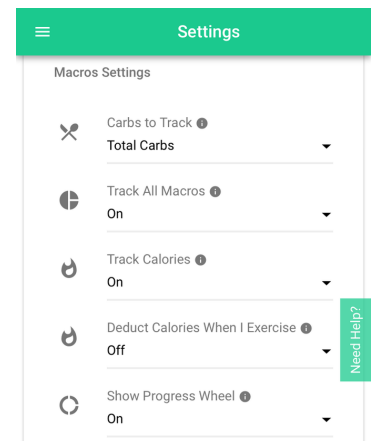 Settings
Macros Settings
Carbs to Track
Total Carbs
Track All Macros
On
Track Calories
On
Deduct Calories When I Exercise
Off
Show Progress Wheel
On
Need Help?